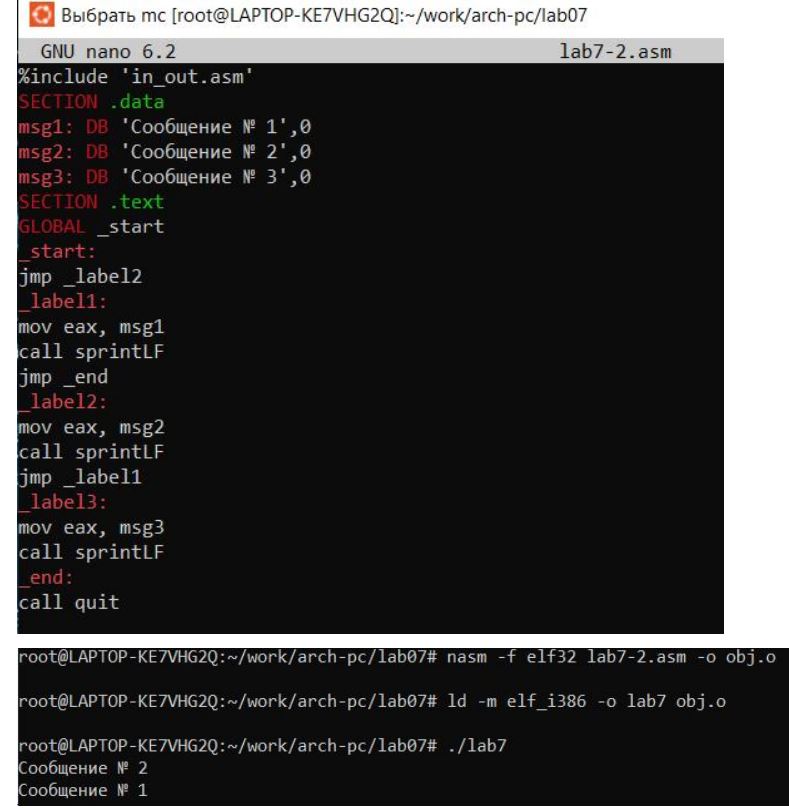 Выбрать mc [root@LAPTOP-KE7VHG2Q]:~/work/arch-pc/lab07
GNU nano 6.2 lab7-2.asm
%include 'in_out.asm'
SECTION .data
msg1: DB 'Сообщение № 1',0
msg2: DB 'Сообщение № 2',0
msg3: DB 'Сообщение № 3',0
SECTION .text
GLOBAL _start
_start:
jmp _label2
_label1:
mov eax, msg1
call sprintLF
jmp _end
_label2:
mov eax, msg2
call sprintLF
jmp _label1
_label3:
mov eax, msg3
call sprintLF
_end:
call quit
root@LAPTOP-KE7VHG2Q:~/work/arch-pc/lab07# nasm -f elf32 lab7-2.asm -o obj.o
root@LAPTOP-KE7VHG2Q:~/work/arch-pc/lab07# ld -m elf_i386 -o lab7 obj.o
root@LAPTOP-KE7VHG2Q:~/work/arch-pc/lab07# ./lab7
Сообщение № 2
Сообщение № 1